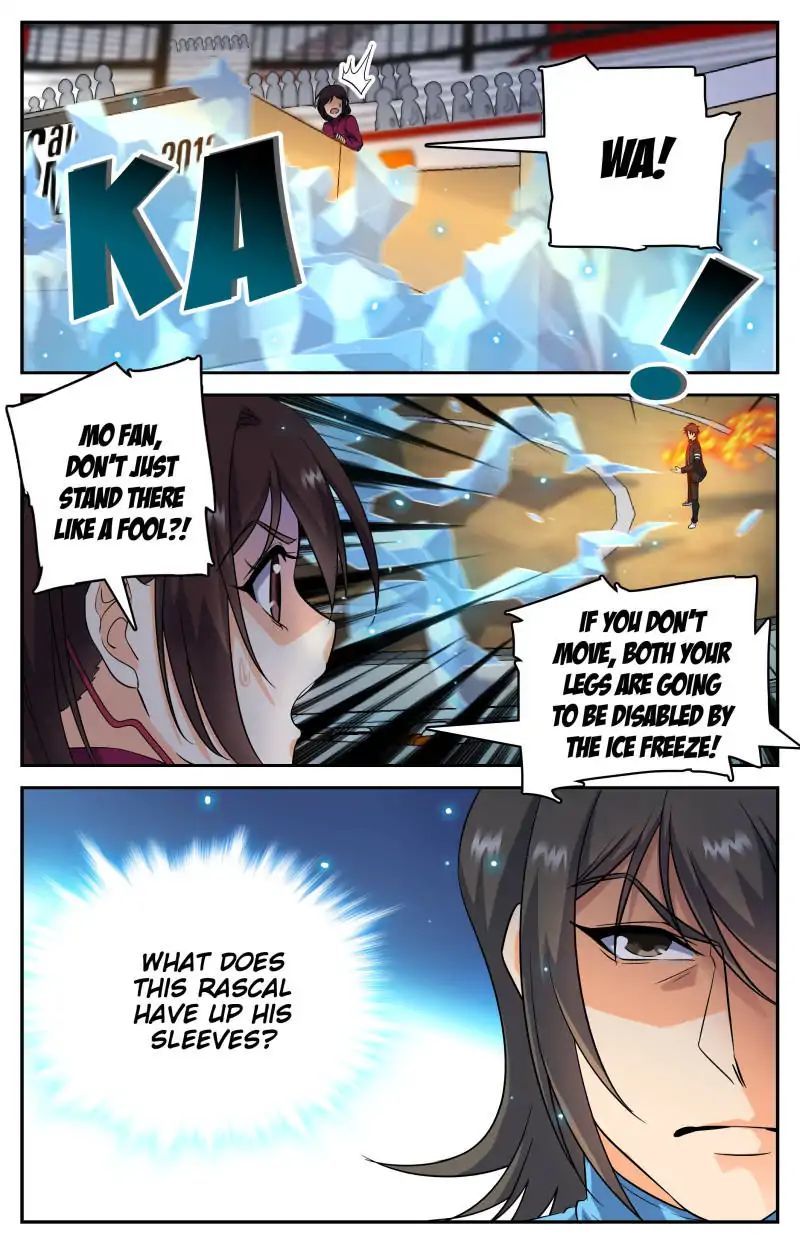 WA!
KA
!
MO FAN,
DON'T JUST
STAND THERE
LIKE A FOOL?!
IF YOU DON'T
MOVE, BOTH YOUR
LEGS ARE GOING
TO BE DISABLED BY
THE ICE FREEZE!
WHAT DOES
THIS RASCAL
HAVE UP HIS
SLEEVES?